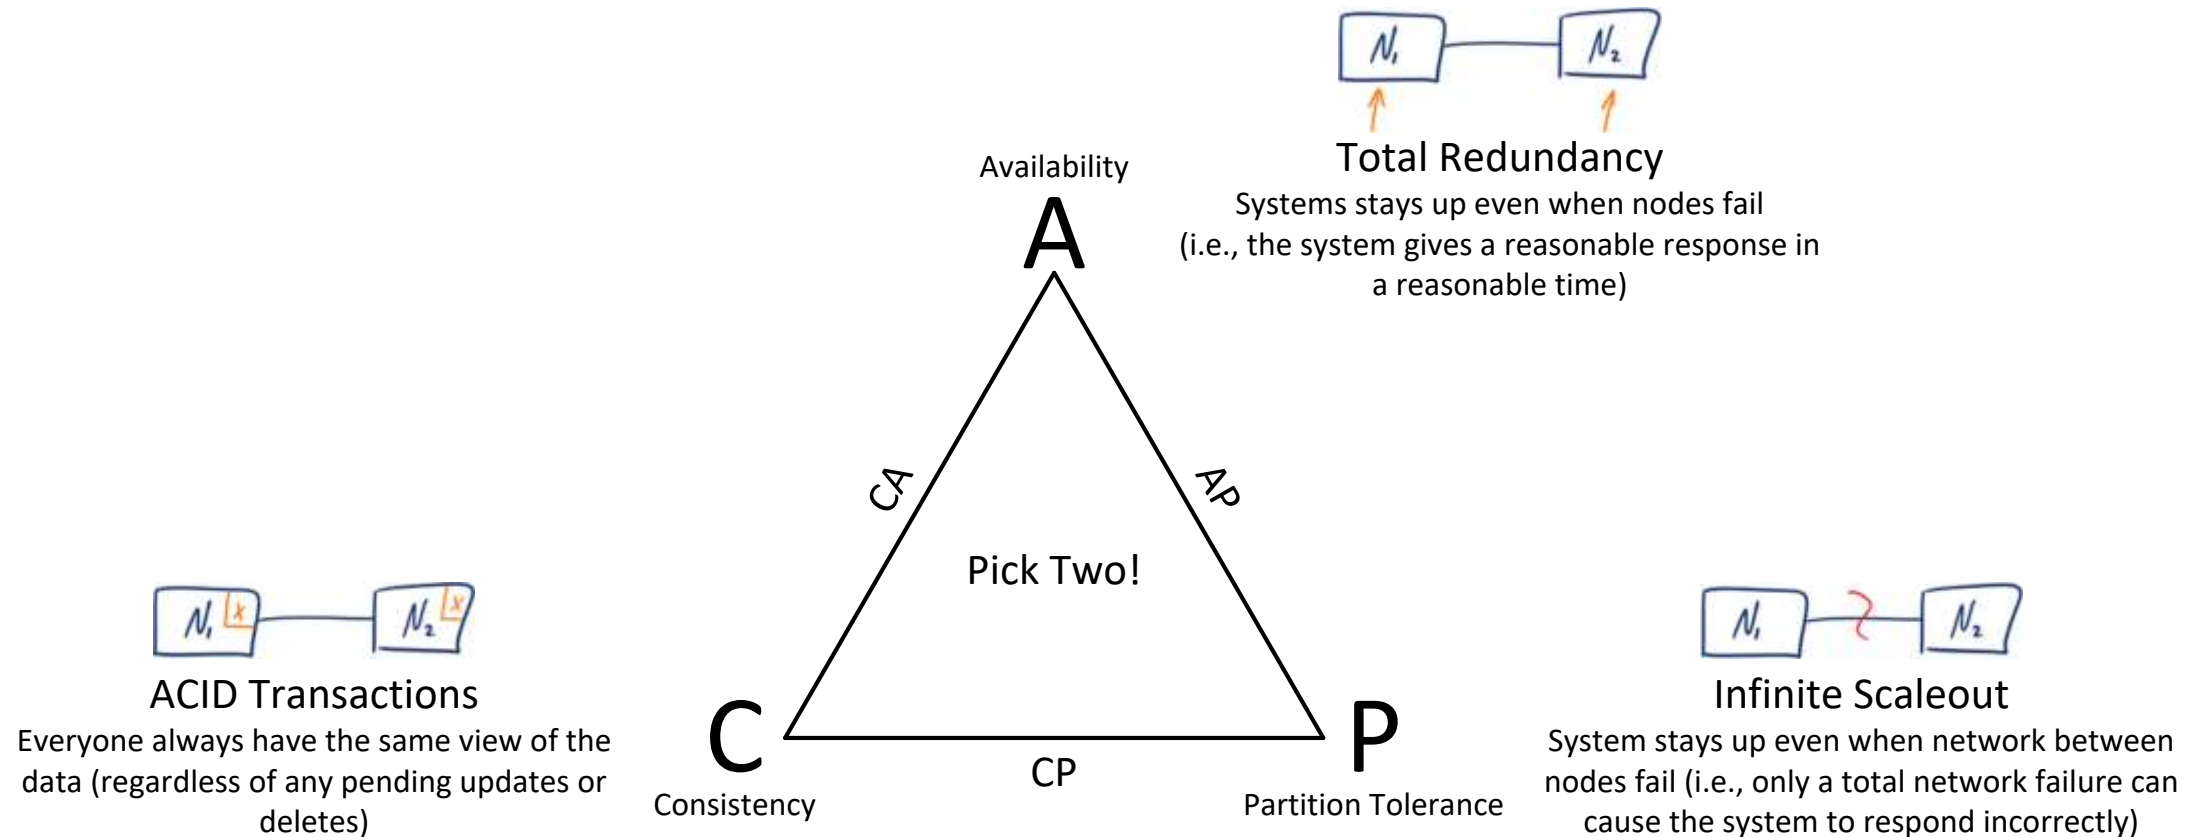 N₁
N₂
Total Redundancy
Systems stays up even when nodes fail
(i.e., the system gives a reasonable response in
a reasonable time)
Availability
A
CA
AP
Pick Two!
N₁ x
N₂ x
ACID Transactions
Everyone always have the same view of the
data (regardless of any pending updates or
deletes)
C
Consistency
CP
P
Partition Tolerance
N₁
N₂
Infinite Scaleout
System stays up even when network between
nodes fail (i.e., only a total network failure can
cause the system to respond incorrectly)